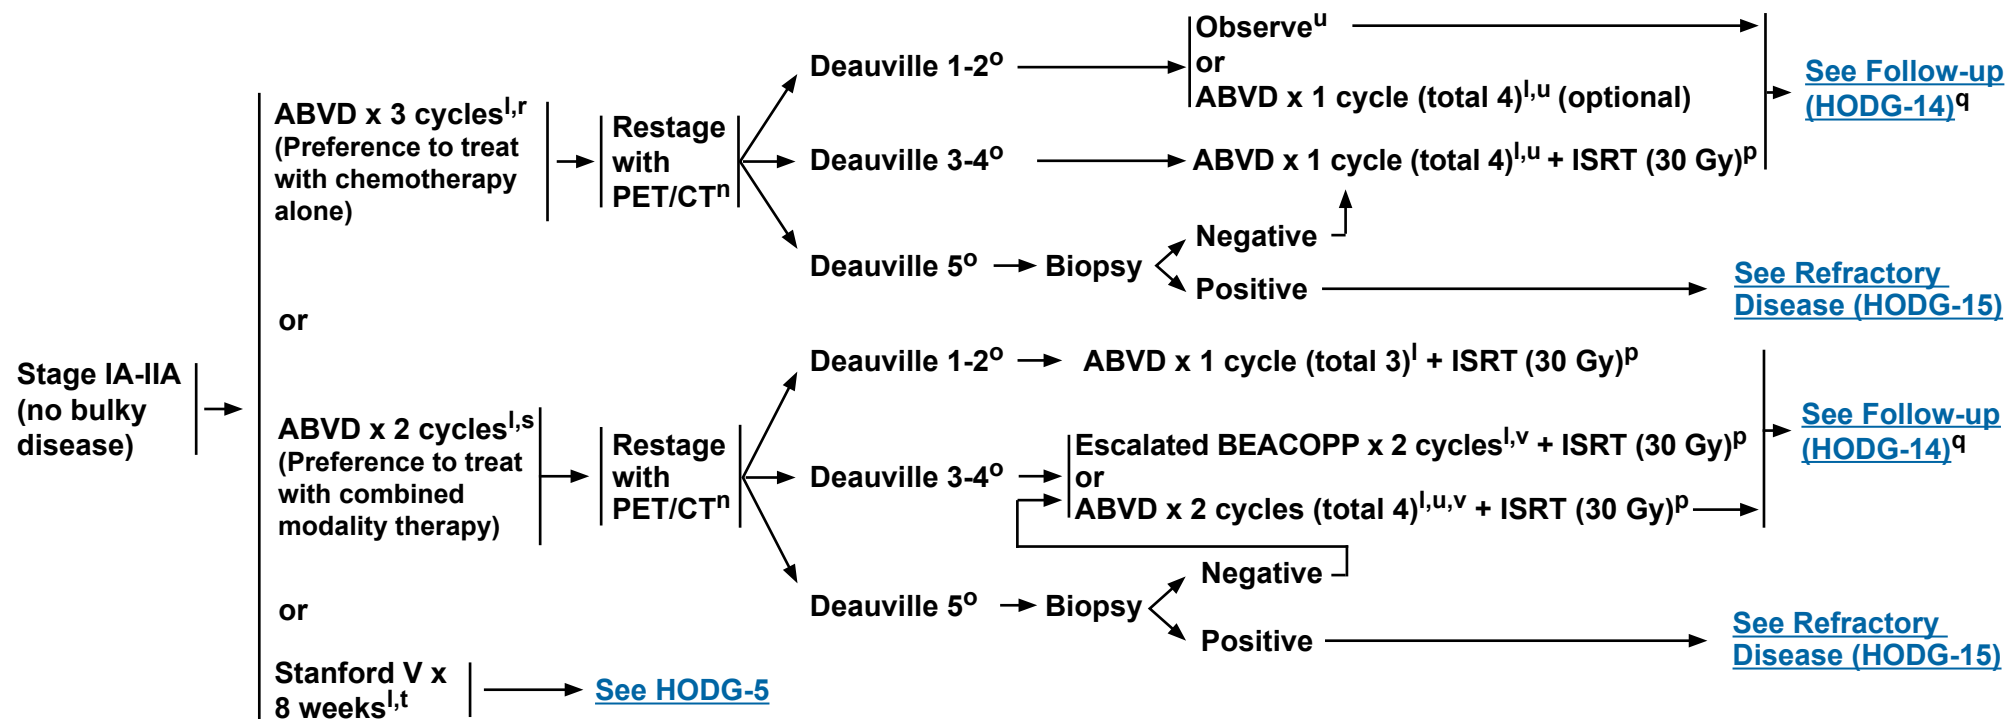 Stage IA-IIA
(no bulky
disease)
ABVD x 3 cycles^l,r
(Preference to treat
with chemotherapy
alone)
Restage
with
PET/CT^n
Deauville 1-2^o
Observe^u
or
ABVD x 1 cycle (total 4)^l,u (optional)
Deauville 3-4^o
ABVD x 1 cycle (total 4)^l,u + ISRT (30 Gy)^p
See Follow-up
(HODG-14)^q
Deauville 5^o
Biopsy
Negative
Positive
See Refractory
Disease (HODG-15)
or
ABVD x 2 cycles^l,s
(Preference to treat
with combined
modality therapy)
Restage
with
PET/CT^n
Deauville 1-2^o
ABVD x 1 cycle (total 3)^l + ISRT (30 Gy)^p
Deauville 3-4^o
Escalated BEACOPP x 2 cycles^l,v + ISRT (30 Gy)^p
or
ABVD x 2 cycles (total 4)^l,u,v + ISRT (30 Gy)^p
See Follow-up
(HODG-14)^q
Deauville 5^o
Biopsy
Negative
Positive
See Refractory
Disease (HODG-15)
or
Stanford V x
8 weeks^l,t
See HODG-5